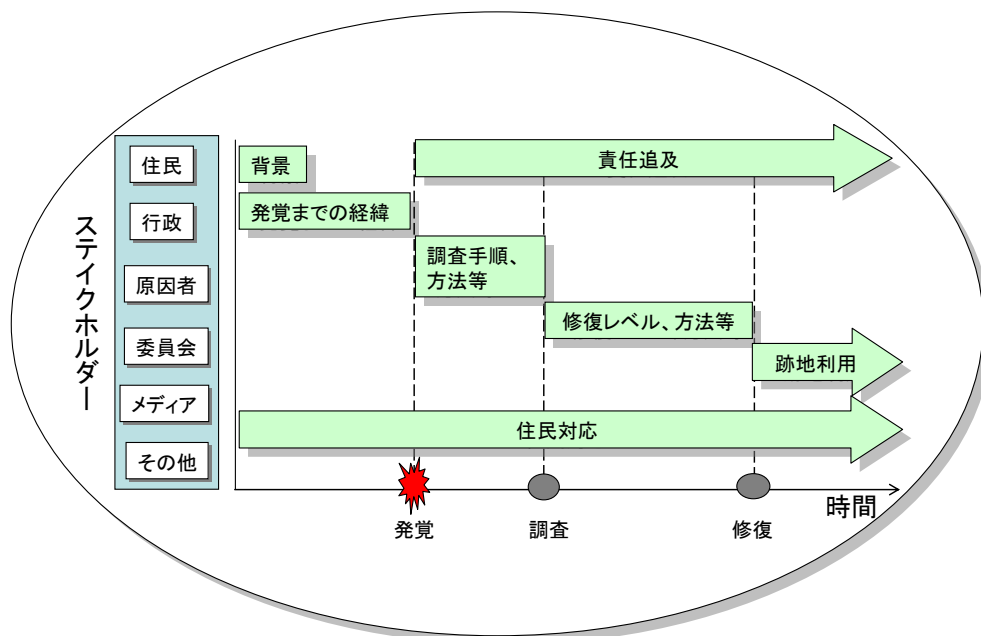 ステイクホルダー
住民
行政
原因者
委員会
メディア
その他
背景
責任追及
発覚までの経緯
調査手順、
方法等
修復レベル、方法等
跡地利用
住民対応
時間
発覚
調査
修復